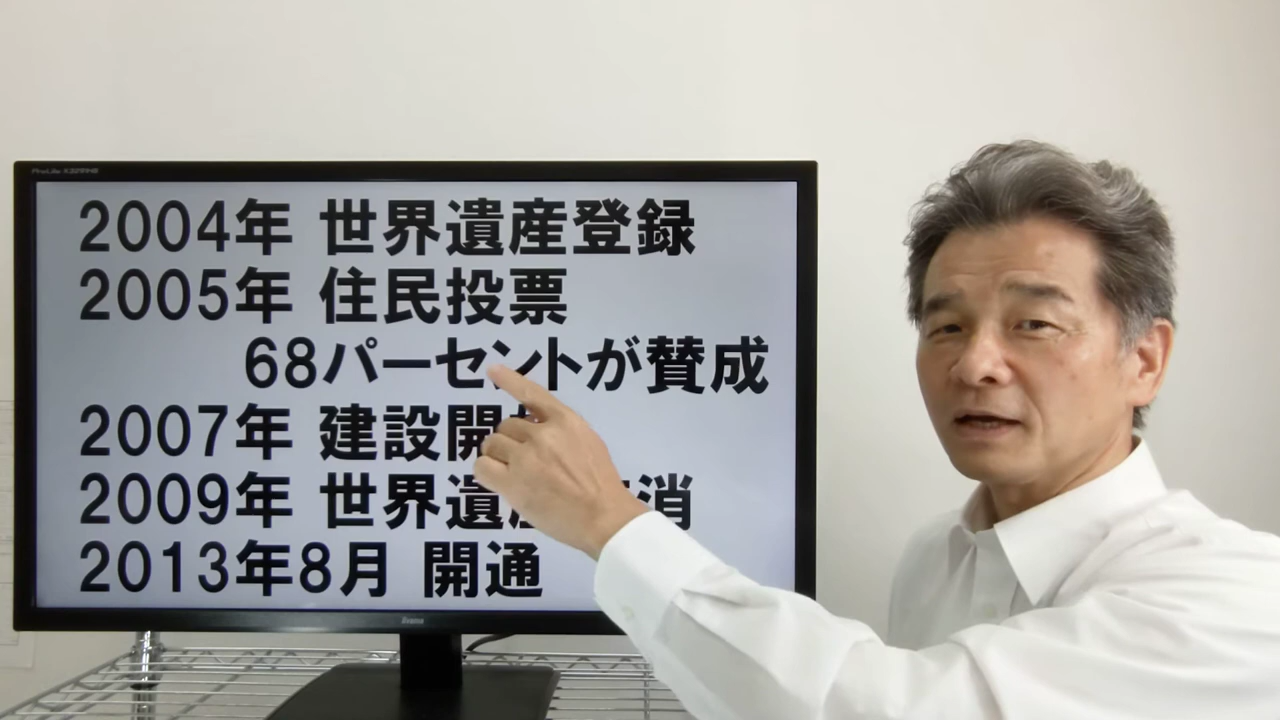 2004年 世界遺産登録
2005年 住民投票
68パーセントが賛成
2007年 建設開
2009年 世界遺 消
2013年8月 開通
iiyama